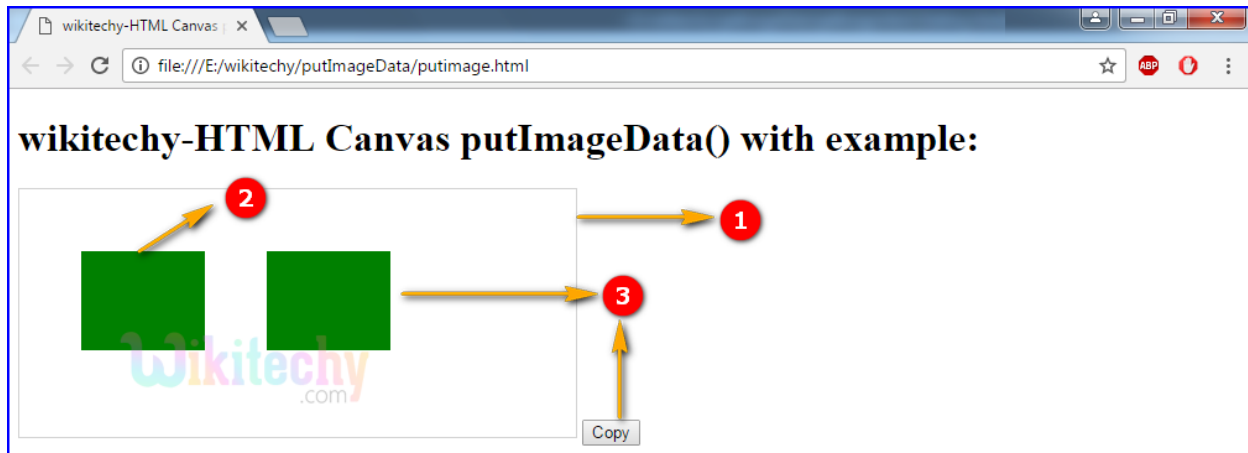 wikitechy-HTML Canvas
file:///E:/wikitechy/putImageData/putimage.html
ABP
wikitechy-HTML Canvas putImageData() with example:
2
1
3
Wikitechy
.com
Copy